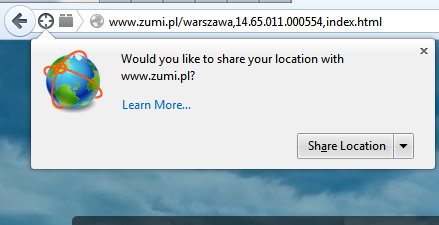 www.zumi.pl/warszawa,14.65.011.000554,index.html
Would you like to share your location with
www.zumi.pl?
Learn More...
Share Location